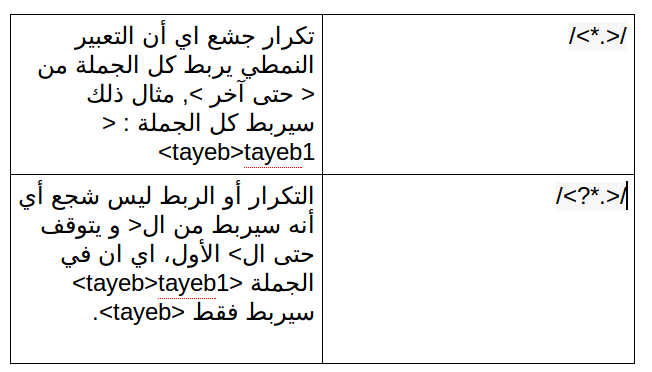 /<.*>/
تكرار جشع اي أن التعبير
النمطي يربط كل الجملة من
< حتى آخر >, مثال ذلك
سيربط كل الجملة : >
<tayeb>tayeb1
/<.*?>/
التكرار أو الربط ليس شجع أي
أنه سيربط من ال< و يتوقف
حتى ال> الأول، اي ان في
الجملة <tayeb>tayeb1>
سيربط فقط <tayeb>.